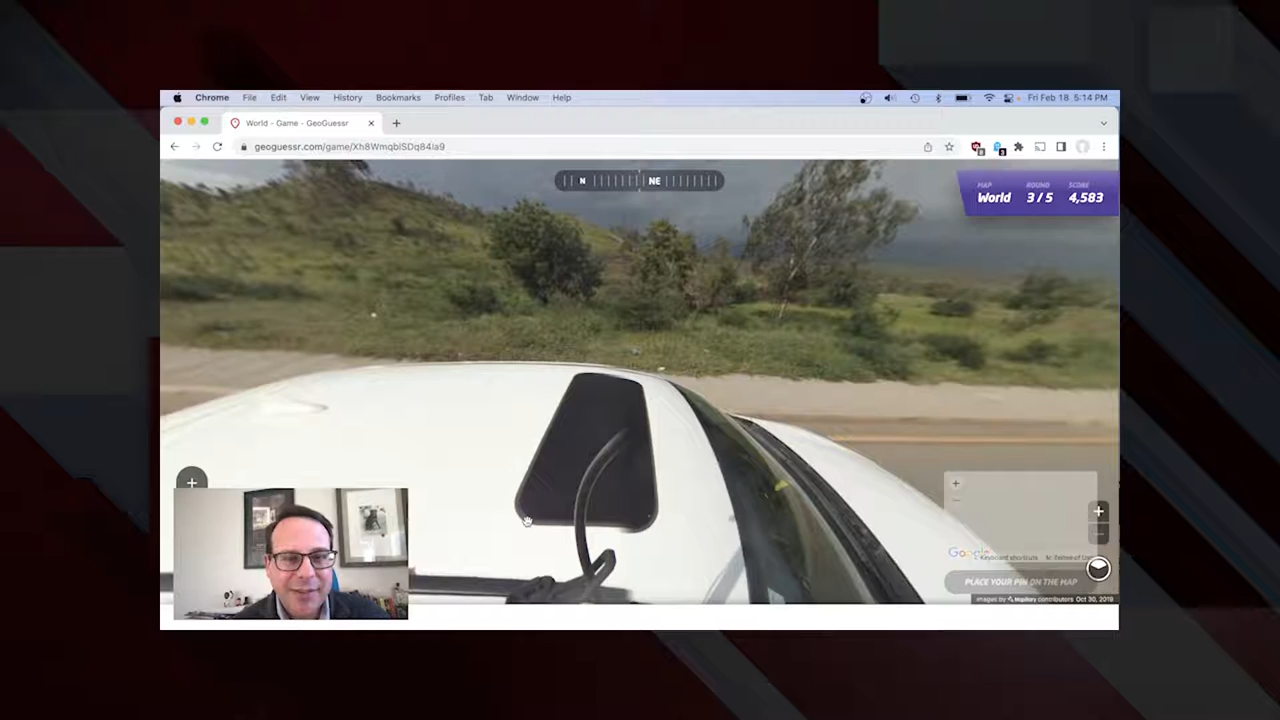 Chrome File Edit View History Bookmarks Profiles Tab Window Help Fri Feb 18 5:14 PM
World - Game - GeoGuessr
geoguessr.com/game/Xh8WmqblSDq84la9
N NE
MAP ROUND SCORE
World 3 / 5 4,583
Google
Keyboard shortcuts
Terms of Use
PLACE YOUR PIN ON THE MAP
images by Mapillary contributors Oct 30, 2019